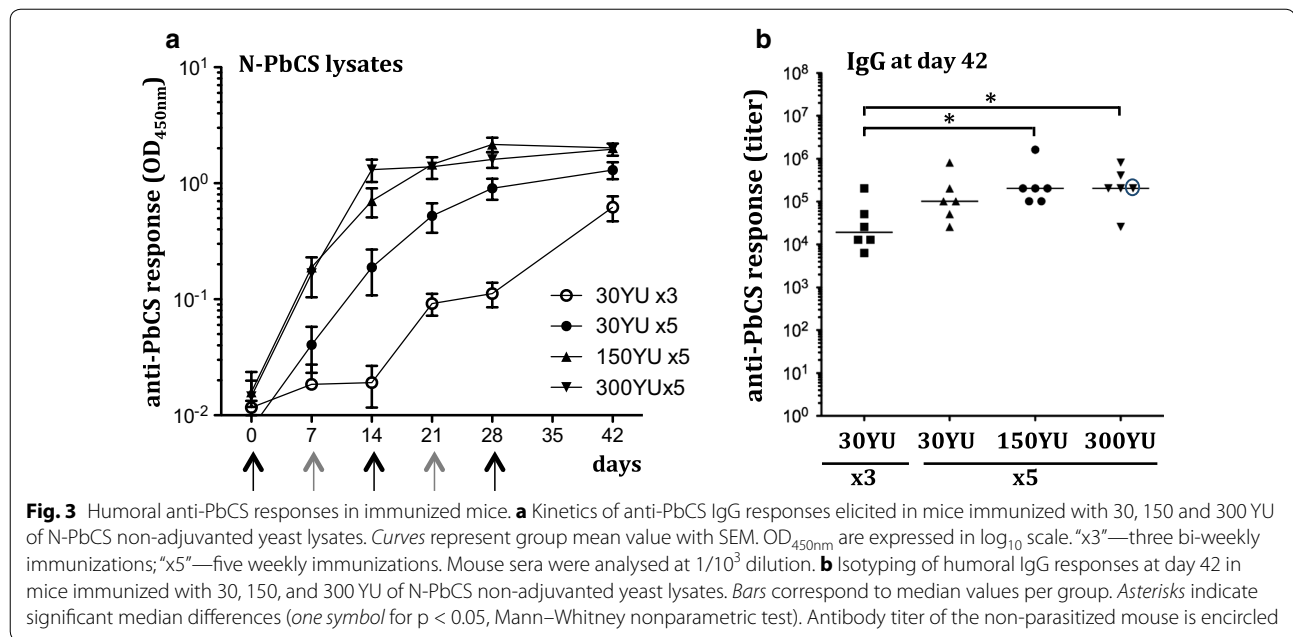 a
N-PbCS lysates
anti-PbCS response (OD450nm)
10^1
10^0
10^-1
10^-2
30YU x3
30YU x5
150YU x5
300YUx5
0 7 14 21 28 35 42
days
b
IgG at day 42
anti-PbCS response (titer)
10^8
10^7
10^6
10^5
10^4
10^3
10^2
10^1
10^0
*
*
30YU 30YU 150YU 300YU
x3 x5
Fig. 3 Humoral anti-PbCS responses in immunized mice. a Kinetics of anti-PbCS IgG responses elicited in mice immunized with 30, 150 and 300 YU
of N-PbCS non-adjuvanted yeast lysates. Curves represent group mean value with SEM. OD450nm are expressed in log10 scale. “x3”—three bi-weekly
immunizations; “x5”—five weekly immunizations. Mouse sera were analysed at 1/10^3 dilution. b Isotyping of humoral IgG responses at day 42 in
mice immunized with 30, 150, and 300 YU of N-PbCS non-adjuvanted yeast lysates. Bars correspond to median values per group. Asterisks indicate
significant median differences (one symbol for p < 0.05, Mann–Whitney nonparametric test). Antibody titer of the non-parasitized mouse is encircled